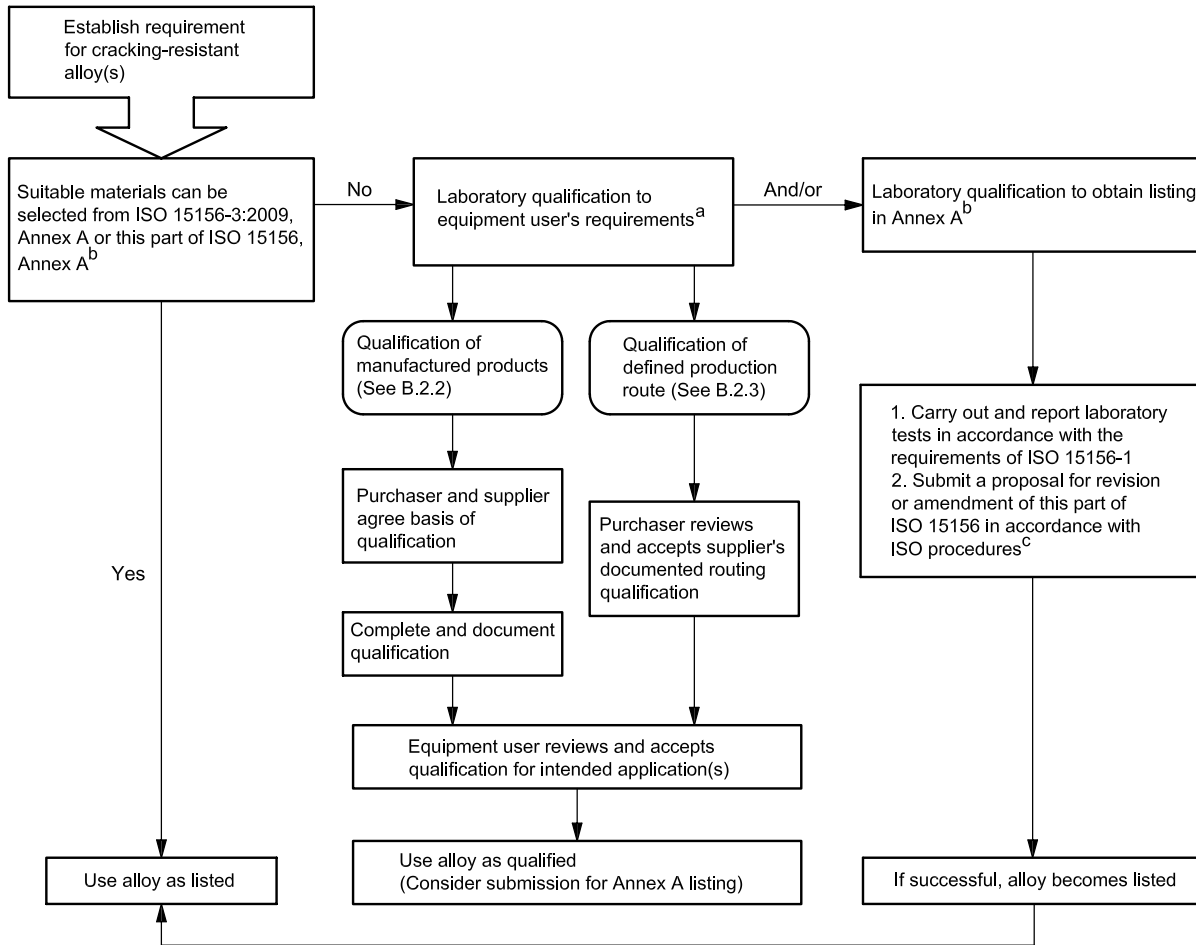 Establish requirement
for cracking-resistant
alloy(s)
Suitable materials can be
selected from ISO 15156-3:2009,
Annex A or this part of ISO 15156,
Annex Ab
No
Laboratory qualification to
equipment user's requirementsa
And/or
Laboratory qualification to obtain listing
in Annex Ab
Qualification of
manufactured products
(See B.2.2)
Qualification of
defined production
route (See B.2.3)
1. Carry out and report laboratory
tests in accordance with the
requirements of ISO 15156-1
2. Submit a proposal for revision
or amendment of this part of
ISO 15156 in accordance with
ISO proceduresc
Purchaser and supplier
agree basis of
qualification
Purchaser reviews
and accepts supplier's
documented routing
qualification
Yes
Complete and document
qualification
Equipment user reviews and accepts
qualification for intended application(s)
Use alloy as listed
Use alloy as qualified
(Consider submission for Annex A listing)
If successful, alloy becomes listed